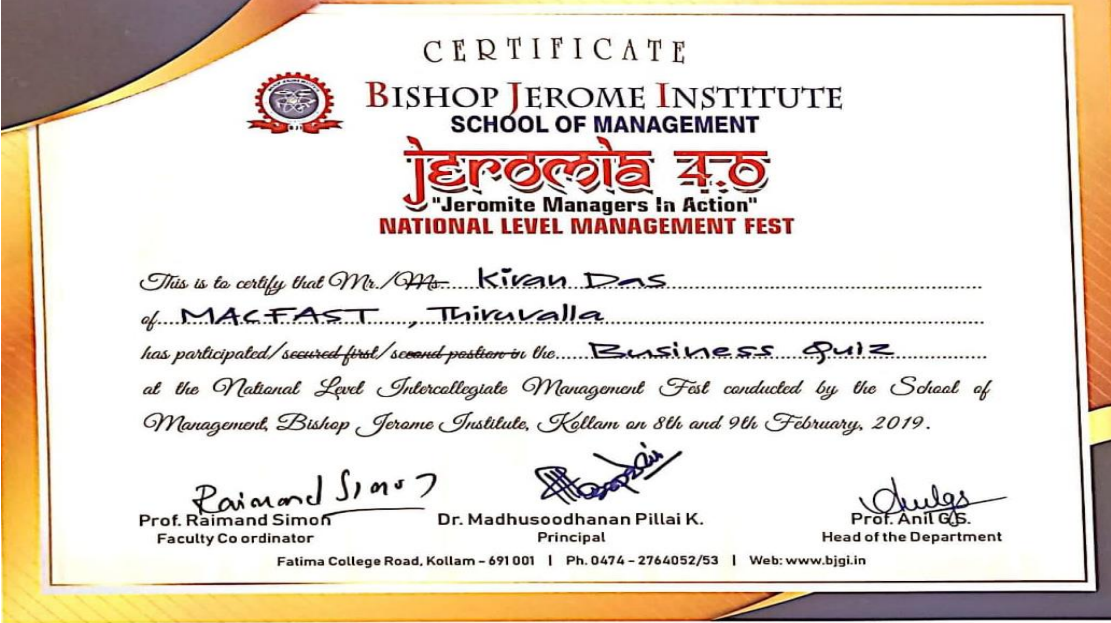 CERTIFICATE
BISHOP JEROME INSTITUTE
SCHOOL OF MANAGEMENT
Jeromia 4.0
"Jeromite Managers In Action"
NATIONAL LEVEL MANAGEMENT FEST
This is to certify that Mr./Ms. Kiran Das
of MACFAST, Thiruvalla
has participated/secured first/second postion in the Business Quiz
at the National Level Intercollegiate Management Fest conducted by the School of
Management, Bishop Jerome Institute, Kollam on 8th and 9th February, 2019.
Raimand Simon
Prof. Raimand Simon Dr. Madhusoodhanan Pillai K. Prof. Anil G.S.
Faculty Co ordinator Principal Head of the Department
Fatima College Road, Kollam – 691 001 | Ph. 0474 – 2764052/53 | Web: www.bjgi.in